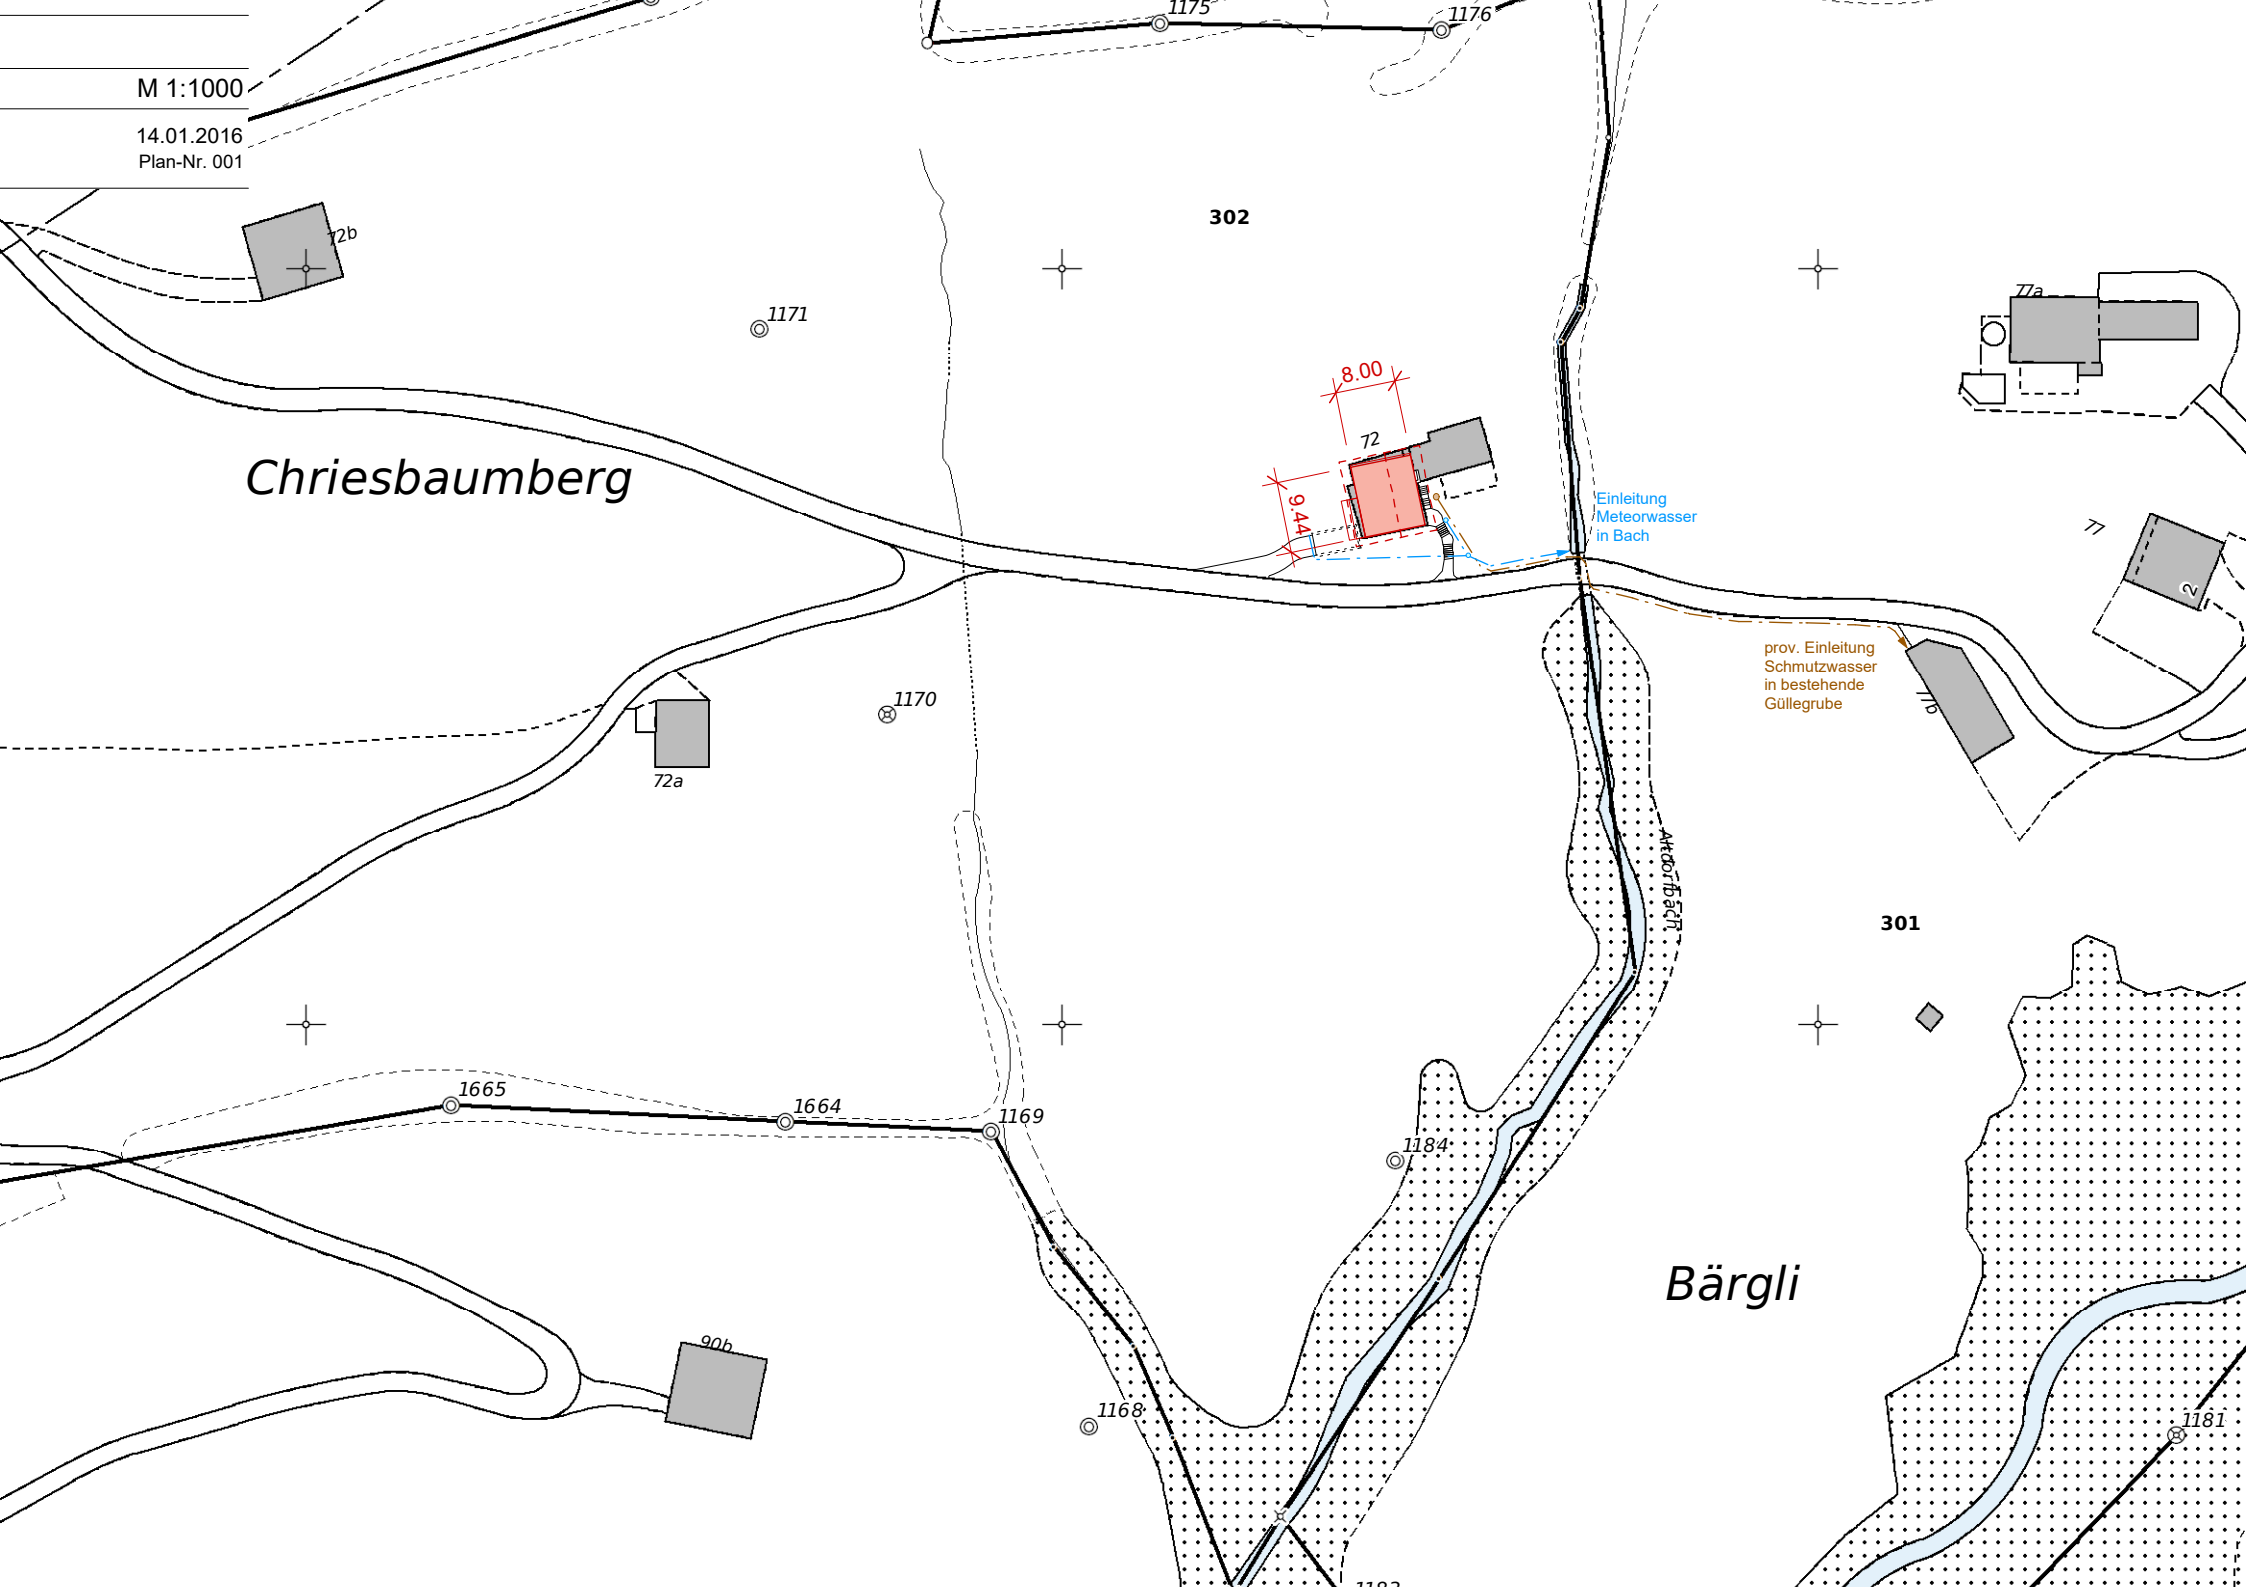 M 1:1000
14.01.2016
Plan-Nr. 001
1175
1176
302
72b
1171
77a
8.00
72
9.44
Chriesbaumberg
Einleitung
Meteorwasser
in Bach
77
2
prov. Einleitung
Schmutzwasser
in bestehende
Güllegrube
77b
1170
72a
Altdorfbach
301
1665
1664
1169
1184
Bärgli
90b
1168
1181